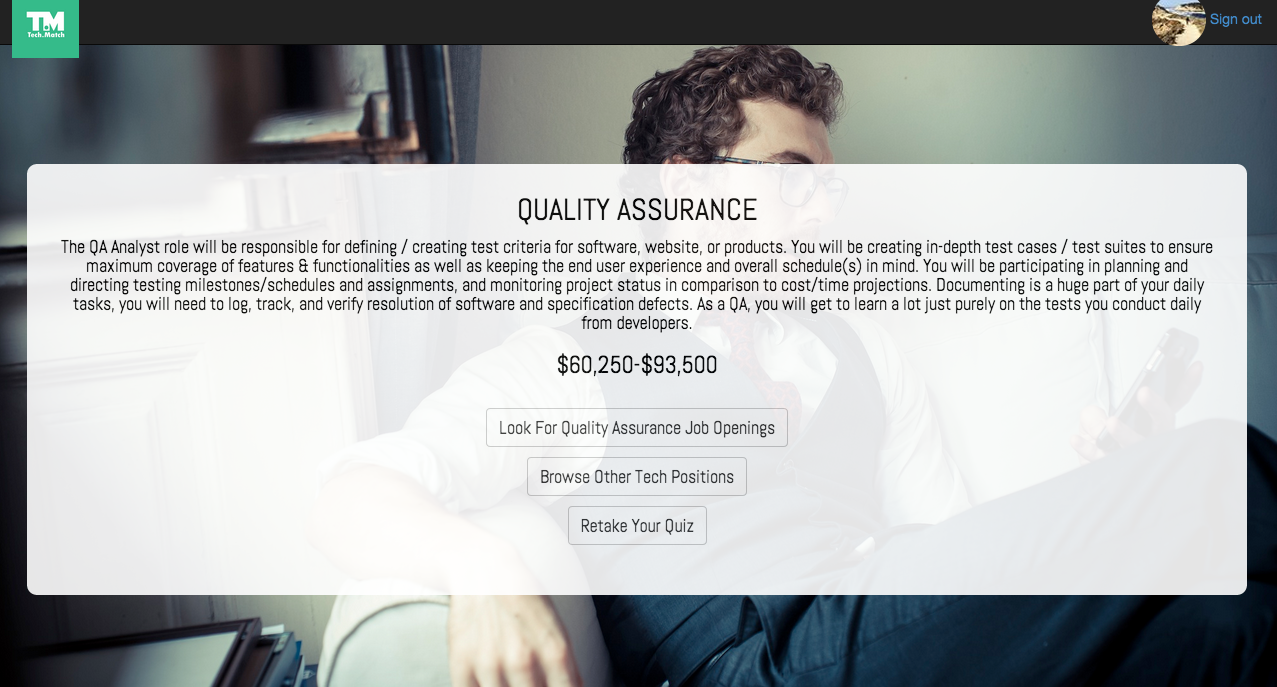 TM
Tech.Match
Sign out
QUALITY ASSURANCE
The QA Analyst role will be responsible for defining / creating test criteria for software, website, or products. You will be creating in-depth test cases / test suites to ensure
maximum coverage of features & functionalities as well as keeping the end user experience and overall schedule(s) in mind. You will be participating in planning and
directing testing milestones/schedules and assignments, and monitoring project status in comparison to cost/time projections. Documenting is a huge part of your daily
tasks, you will need to log, track, and verify resolution of software and specification defects. As a QA, you will get to learn a lot just purely on the tests you conduct daily
from developers.
$60,250-$93,500
Look For Quality Assurance Job Openings
Browse Other Tech Positions
Retake Your Quiz